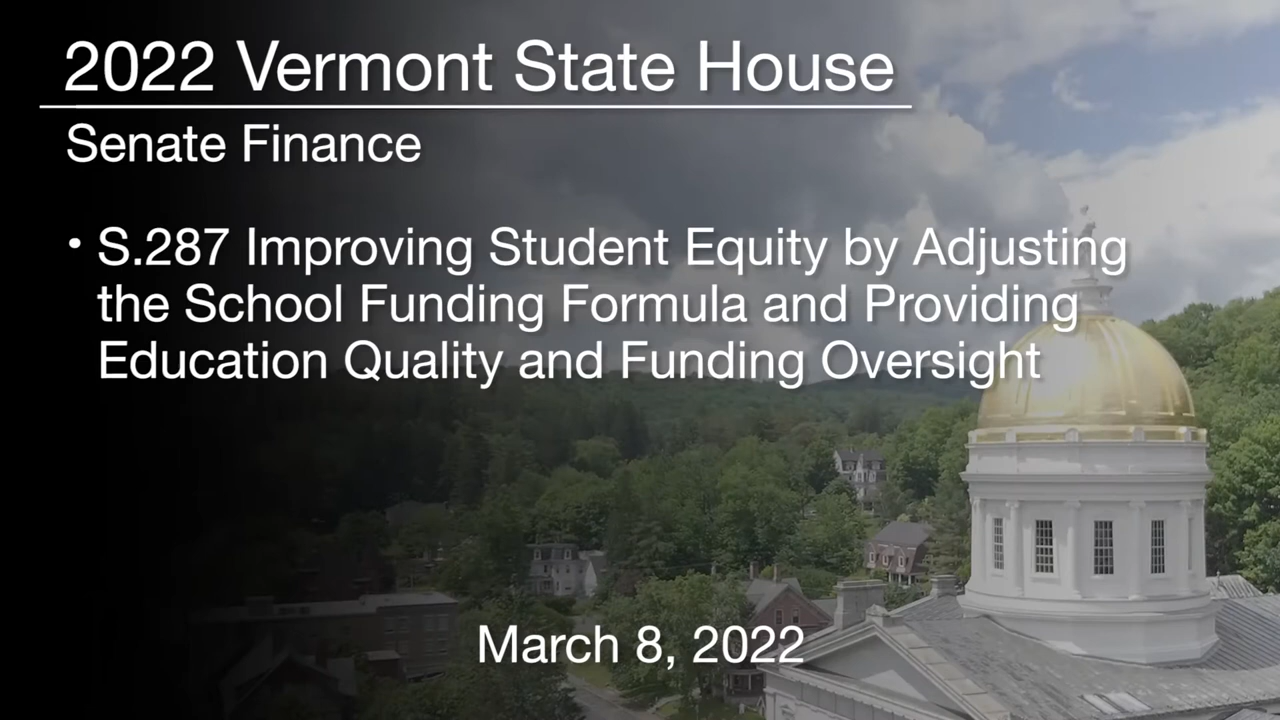 2022 Vermont State House
Senate Finance
• S.287 Improving Student Equity by Adjusting
the School Funding Formula and Providing
Education Quality and Funding Oversight
March 8, 2022